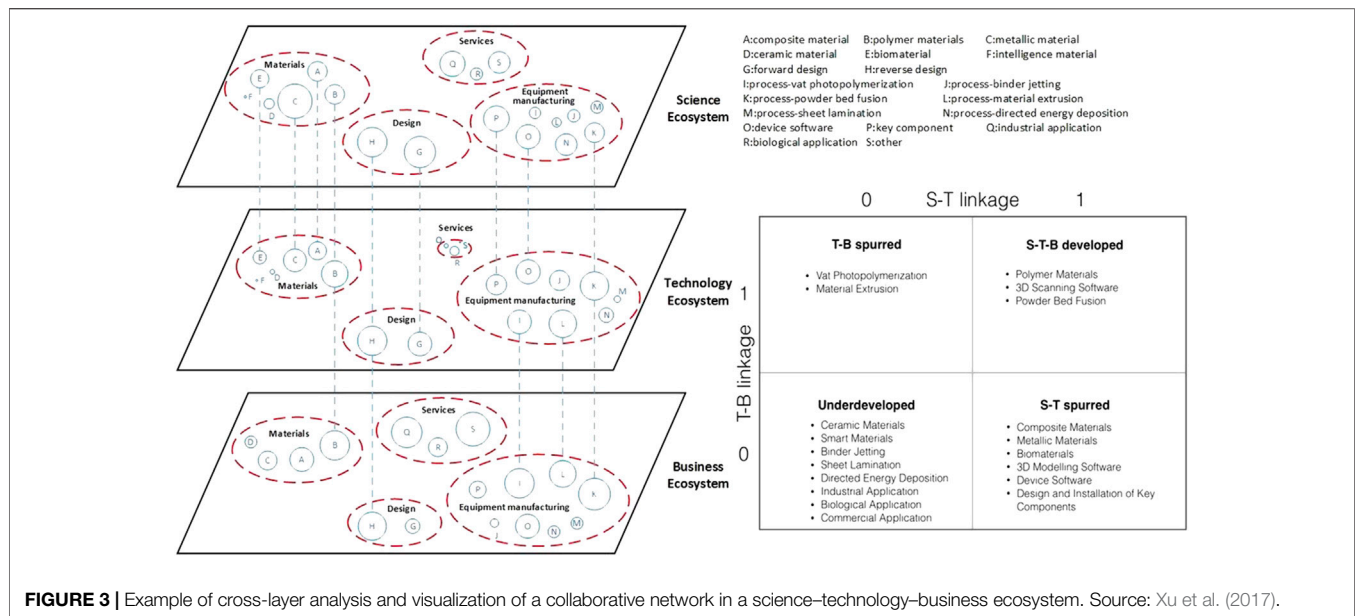 Services
Q
S
R
Materials
A
E
F
C
B
D
Equipment
manufacturing
I
M
P
L
J
O
K
N
Design
H
G
Science
Ecosystem
Services
Q
S
R
E
C
A
B
F
Materials
O
P
J
K
M
Equipment manufacturing
N
I
L
Design
H
G
Technology
Ecosystem
Services
Q
S
R
Materials
D
B
C
A
L
I
P
K
Equipment manufacturing
M
J
O
N
Design
H
G
Business
Ecosystem
A:composite material B:polymer materials C:metallic material
D:ceramic material E:biomaterial F:intelligence material
G:forward design H:reverse design
I:process-vat photopolymerization J:process-binder jetting
K:process-powder bed fusion L:process-material extrusion
M:process-sheet lamination N:process-directed energy deposition
O:device software P:key component Q:industrial application
R:biological application S:other
0 S-T linkage 1
T-B linkage
1
0
T-B spurred
• Vat Photopolymerization
• Material Extrusion
S-T-B developed
• Polymer Materials
• 3D Scanning Software
• Powder Bed Fusion
Underdeveloped
• Ceramic Materials
• Smart Materials
• Binder Jetting
• Sheet Lamination
• Directed Energy Deposition
• Industrial Application
• Biological Application
• Commercial Application
S-T spurred
• Composite Materials
• Metallic Materials
• Biomaterials
• 3D Modelling Software
• Device Software
• Design and Installation of Key
Components
FIGURE 3 | Example of cross-layer analysis and visualization of a collaborative network in a science–technology–business ecosystem. Source: Xu et al. (2017).